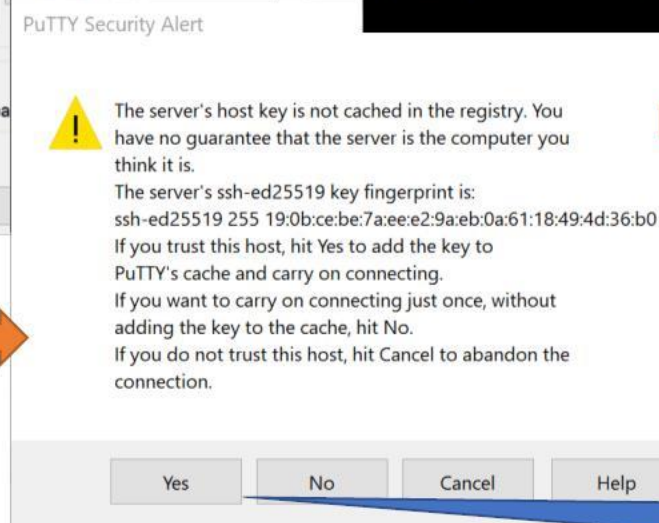 PuTTY Security Alert
The server's host key is not cached in the registry. You
have no guarantee that the server is the computer you
think it is.
The server's ssh-ed25519 key fingerprint is:
ssh-ed25519 255 19:0b:ce:be:7a:ee:e2:9a:eb:0a:61:18:49:4d:36:b0
If you trust this host, hit Yes to add the key to
PuTTY's cache and carry on connecting.
If you want to carry on connecting just once, without
adding the key to the cache, hit No.
If you do not trust this host, hit Cancel to abandon the
connection.
Yes No Cancel Help